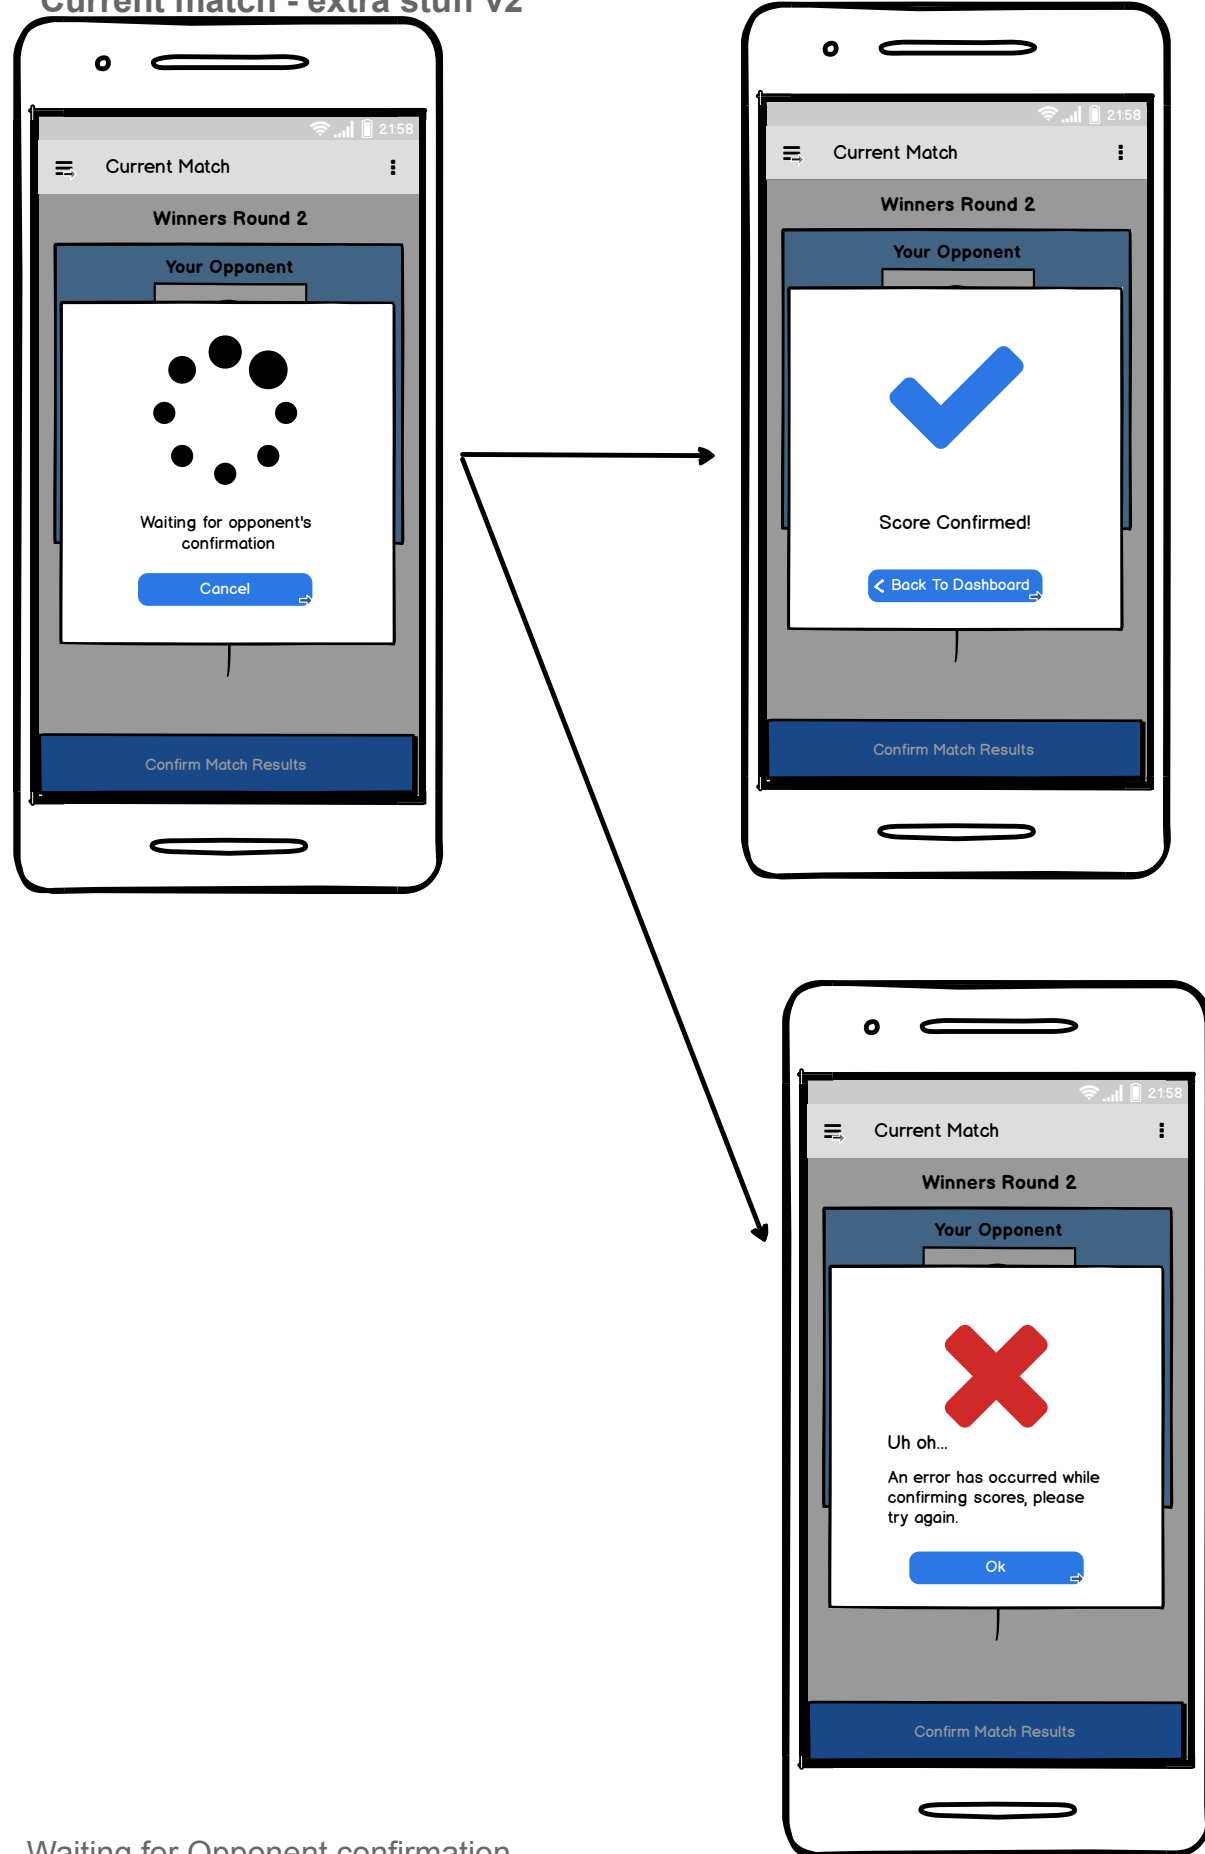 Current match - extra stuff v2
21:58
Current Match
Winners Round 2
Your Opponent
Waiting for opponent's
confirmation
Cancel
Confirm Match Results
21:58
Current Match
Winners Round 2
Your Opponent
Score Confirmed!
Back To Dashboard
Confirm Match Results
21:58
Current Match
Winners Round 2
Your Opponent
Uh oh...
An error has occurred while
confirming scores, please
try again.
Ok
Confirm Match Results
Waiting for Opponent confirmation